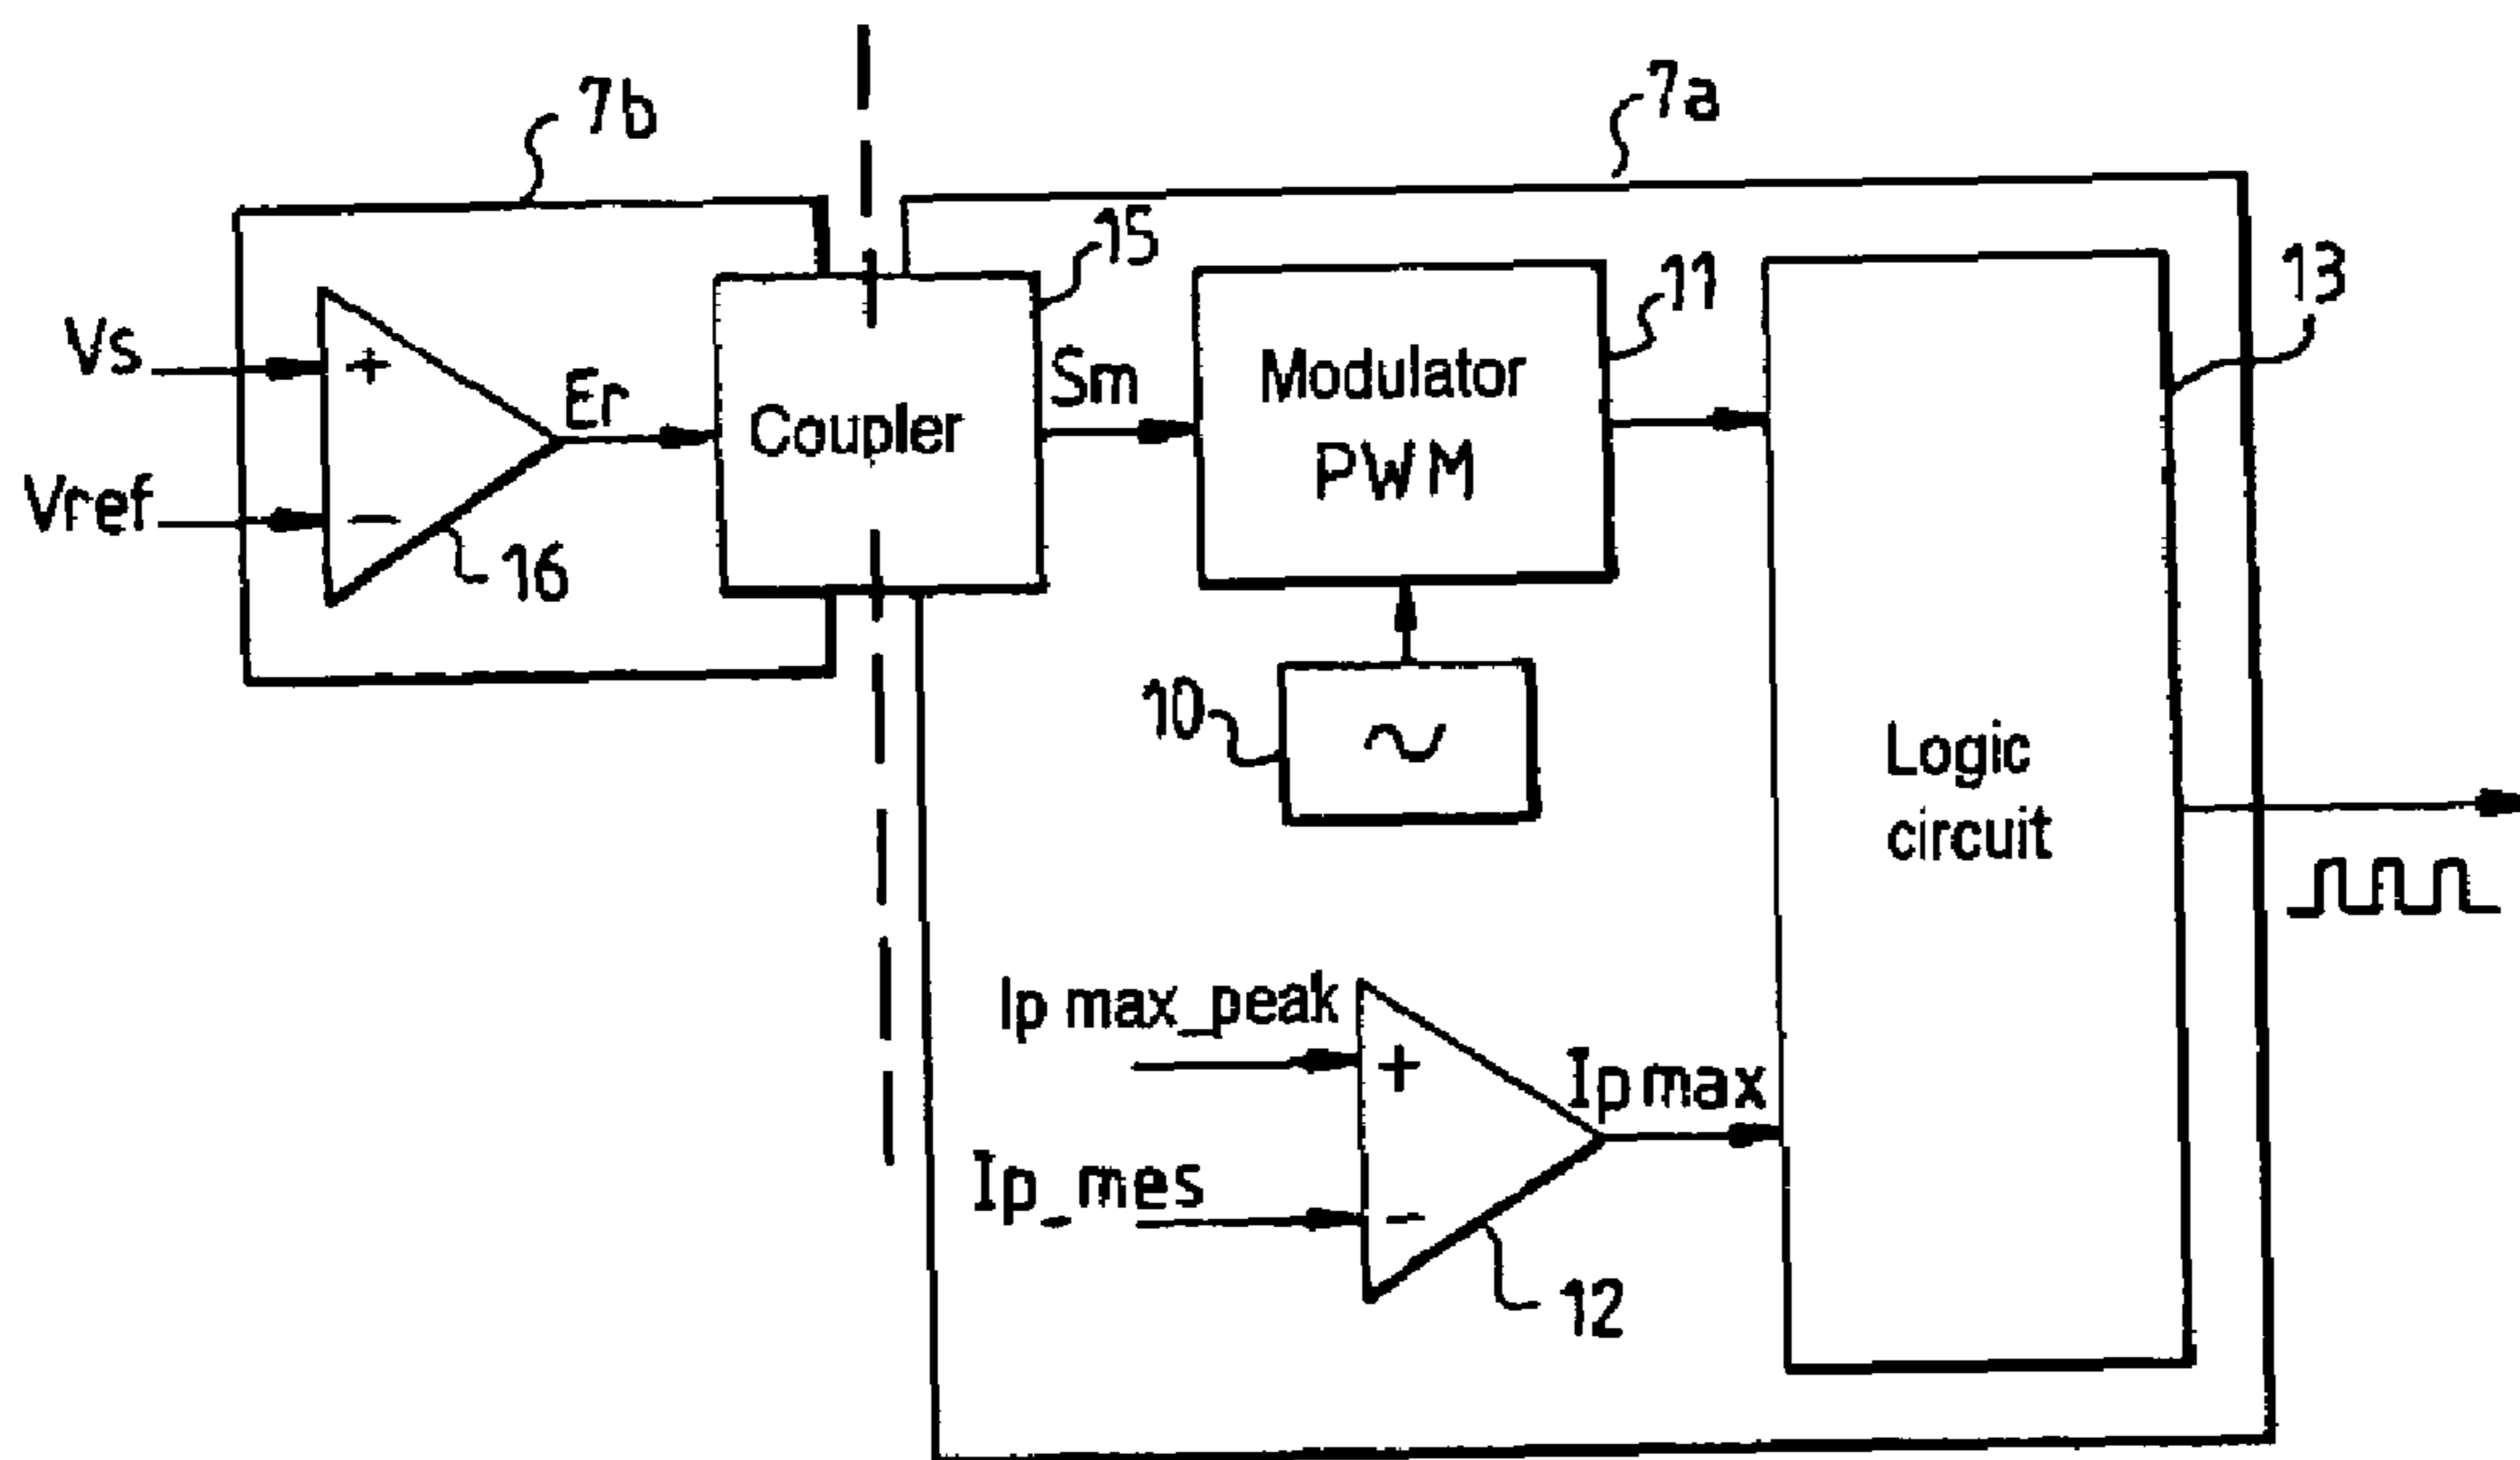 7b
7a
15
11
13
Vs
+
Er
Coupler
Sm
Modulator
PWM
Vref
−
16
10
Logic
circuit
Ip max_peak
+
Ip max
Ip_mes
−
12